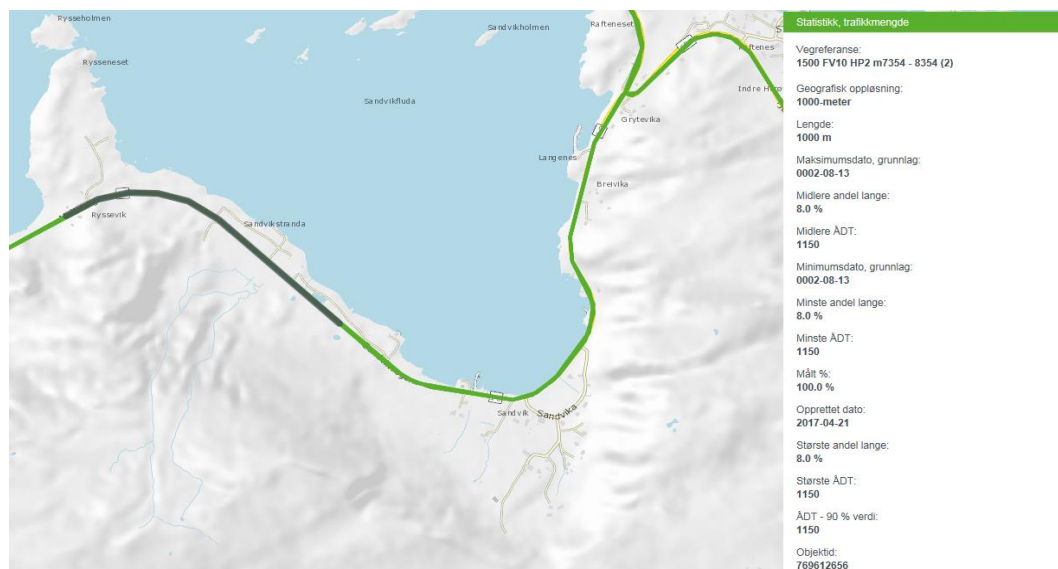 Rysseholmen
Rafteneset
Sandvikholmen
Rysseneset
Sandvikfluda
Grytevika
Langenes
Breivika
Ryssevik
Sandvikstranda
Sandvik
Sandvika
Statistikk, trafikkmengde
Vegreferanse:
1500 FV10 HP2 m7354 - 8354 (2)
Geografisk oppløsning:
1000-meter
Lengde:
1000 m
Maksimumsdato, grunnlag:
0002-08-13
Midlere andel lange:
8.0 %
Midlere ÅDT:
1150
Minimumsdato, grunnlag:
0002-08-13
Minste andel lange:
8.0 %
Minste ÅDT:
1150
Målt %:
100.0 %
Opprettet dato:
2017-04-21
Største andel lange:
8.0 %
Største ÅDT:
1150
ÅDT - 90 % verdi:
1150
Objektid:
769612656